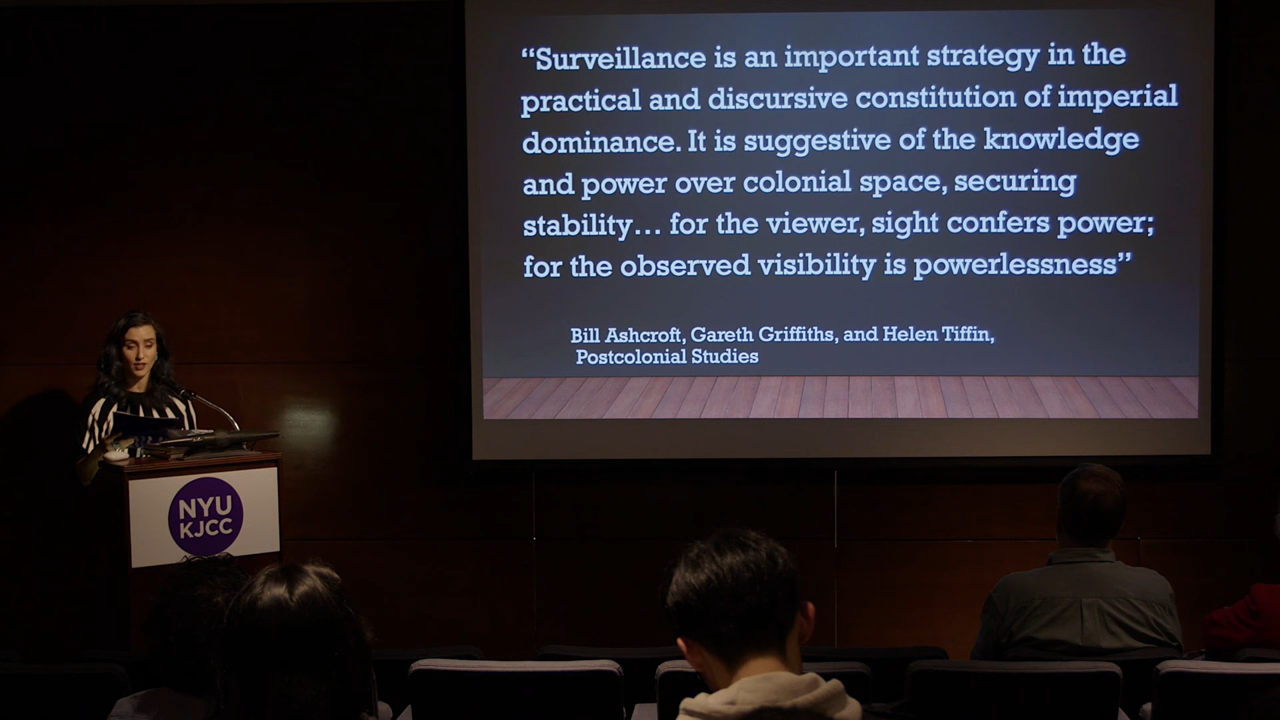 “Surveillance is an important strategy in the
practical and discursive constitution of imperial
dominance. It is suggestive of the knowledge
and power over colonial space, securing
stability... for the viewer, sight confers power;
for the observed visibility is powerlessness”
Bill Ashcroft, Gareth Griffiths, and Helen Tiffin,
Postcolonial Studies
NYU
KJCC